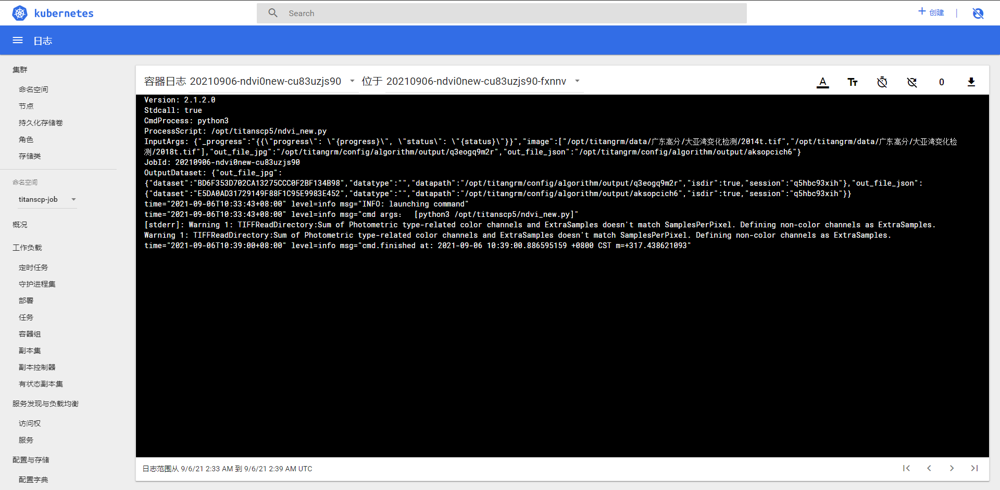 kubernetes
Search
+ 创建
日志
集群
命名空间
节点
持久化存储卷
角色
存储类
命名空间
titanscp-job
概况
工作负载
定时任务
守护进程集
部署
任务
容器组
副本集
副本控制器
有状态副本集
服务发现与负载均衡
访问权
服务
配置与存储
配置字典
容器日志 20210906-ndvi0new-cu83uzjs90 位于 20210906-ndvi0new-cu83uzjs90-fxnnv
A Tт 0
Version: 2.1.2.0
Stdcall: true
CmdProcess: python3
ProcessScript: /opt/titanscp5/ndvi_new.py
InputArgs: {"_progress":"{{\"progress\": \"{progress}\", \"status\": \"{status}\"}}","image":["/opt/titangrm/data/广东高分/大亚湾变化检测/2014t.tif","/opt/titangrm/data/广东高分/大亚湾变化检
测/2018t.tif"],"out_file_jpg":"/opt/titangrm/config/algorithm/output/q3eogq9m2r","out_file_json":"/opt/titangrm/config/algorithm/output/aksopcich6"}
JobId: 20210906-ndvi0new-cu83uzjs90
OutputDataset: {"out_file_jpg":
{"dataset":"BD6F353D702CA13275CCC0F2BF134B98","datatype":"","datapath":"/opt/titangrm/config/algorithm/output/q3eogq9m2r","isdir":true,"session":"q5hbc93xih"},"out_file_json":
{"dataset":"E5DA0AD31729149F88F1C95E9983E452","datatype":"","datapath":"/opt/titangrm/config/algorithm/output/aksopcich6","isdir":true,"session":"q5hbc93xih"}}
time="2021-09-06T10:33:43+08:00" level=info msg="INFO: launching command"
time="2021-09-06T10:33:43+08:00" level=info msg="cmd args:  [python3 /opt/titanscp5/ndvi_new.py]"
[stderr]: Warning 1: TIFFReadDirectory:Sum of Photometric type-related color channels and ExtraSamples doesn't match SamplesPerPixel. Defining non-color channels as ExtraSamples.
Warning 1: TIFFReadDirectory:Sum of Photometric type-related color channels and ExtraSamples doesn't match SamplesPerPixel. Defining non-color channels as ExtraSamples.
time="2021-09-06T10:39:00+08:00" level=info msg="cmd.finished at: 2021-09-06 10:39:00.886595159 +0800 CST m=+317.438621093"
日志范围从 9/6/21 2:33 AM 到 9/6/21 2:39 AM UTC